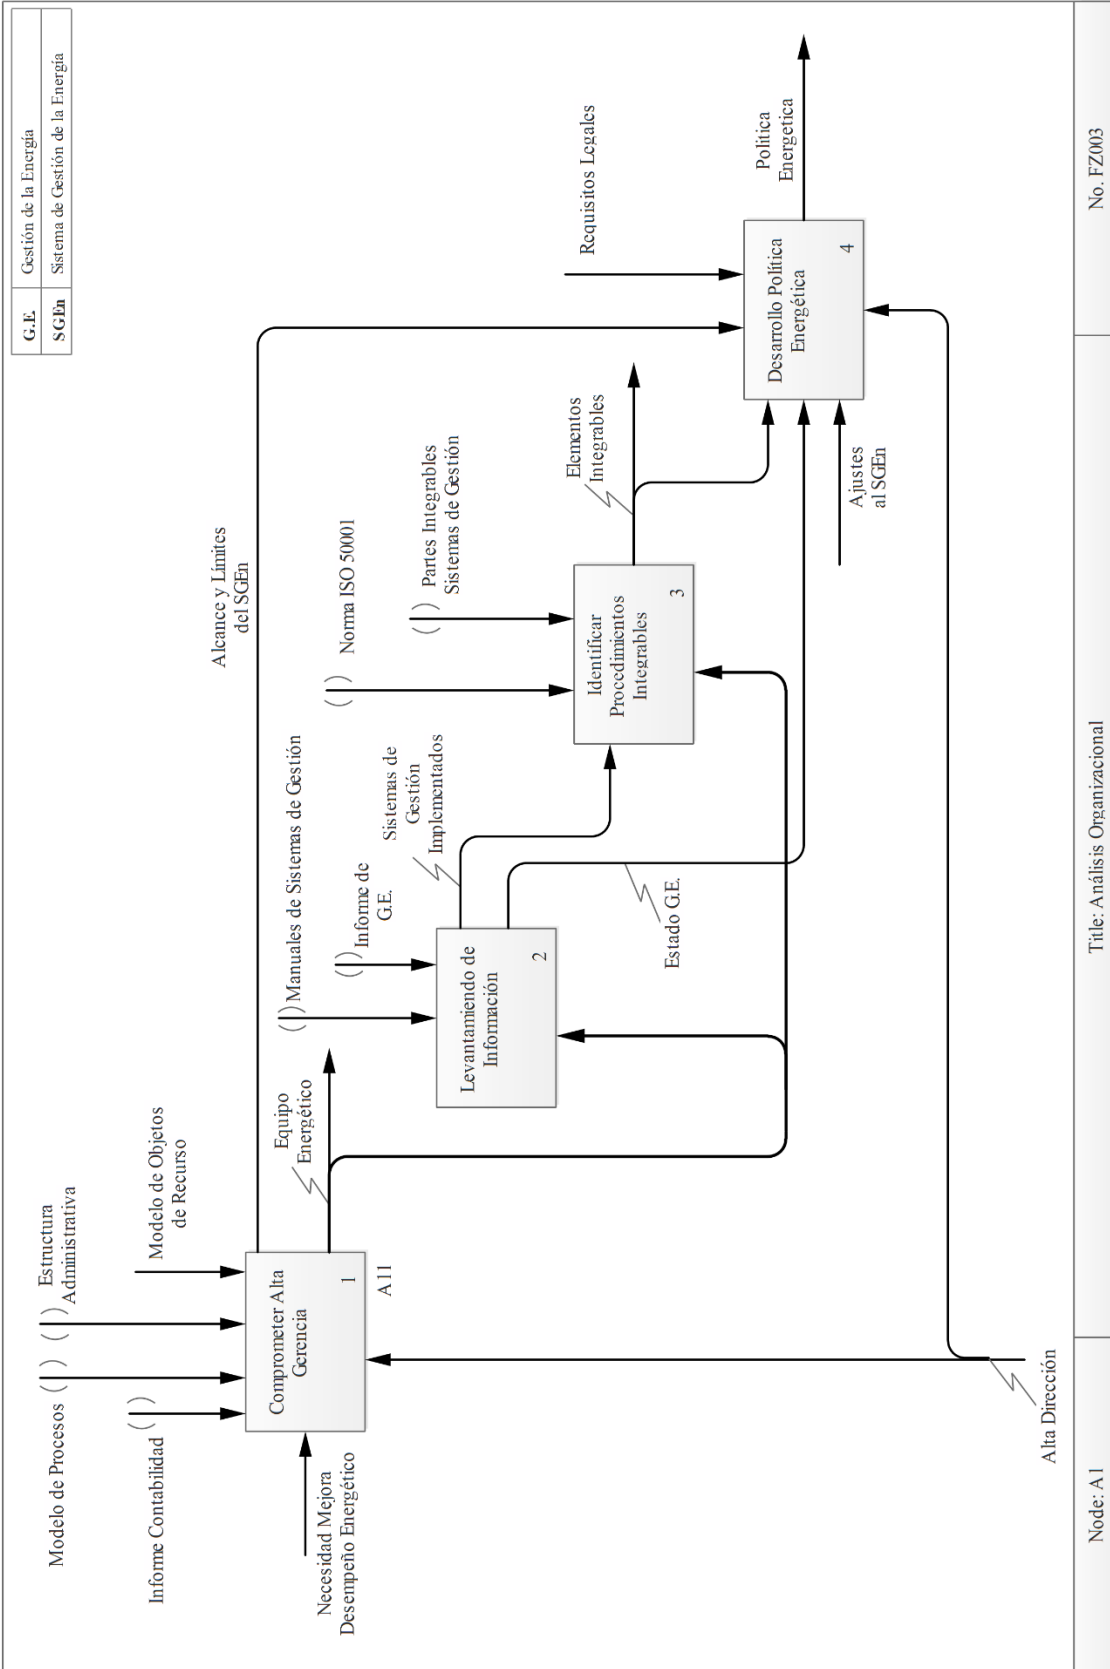 G.E.
Gestión de la Energía
SGEn
Sistema de Gestión de la Energía
Modelo de Procesos
Estructura
Administrativa
Informe Contabilidad
Modelo de Objetos
de Recurso
Necesidad Mejora
Desempeño Energético
Comprometer Alta
Gerencia
1
A11
Equipo
Energético
Alcance y Límites
del SGEn
Manuales de Sistemas de Gestión
Informe de
G.E.
Levantamiendo de
Información
2
Sistemas de
Gestión
Implementados
Estado G.E.
Norma ISO 50001
Partes Integrables
Sistemas de Gestión
Identificar
Procedimientos
Integrables
3
Elementos
Integrables
Requisitos Legales
Ajustes
al SGEn
Desarrollo Política
Energética
4
Politica
Energetica
Alta Dirección
Node: A1
Title: Análisis Organizacional
No. FZ003